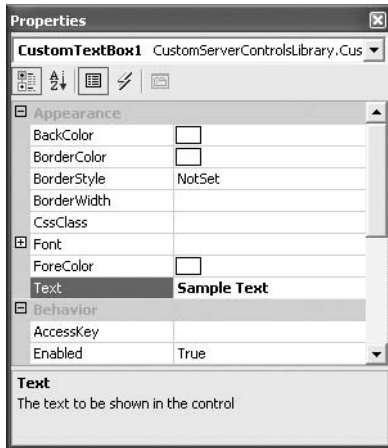 Properties
CustomTextBox1 CustomServerControlsLibrary.Cus
Appearance
BackColor
BorderColor
BorderStyle NotSet
BorderWidth
CssClass
Font
ForeColor
Text Sample Text
Behavior
AccessKey
Enabled True
Text
The text to be shown in the control